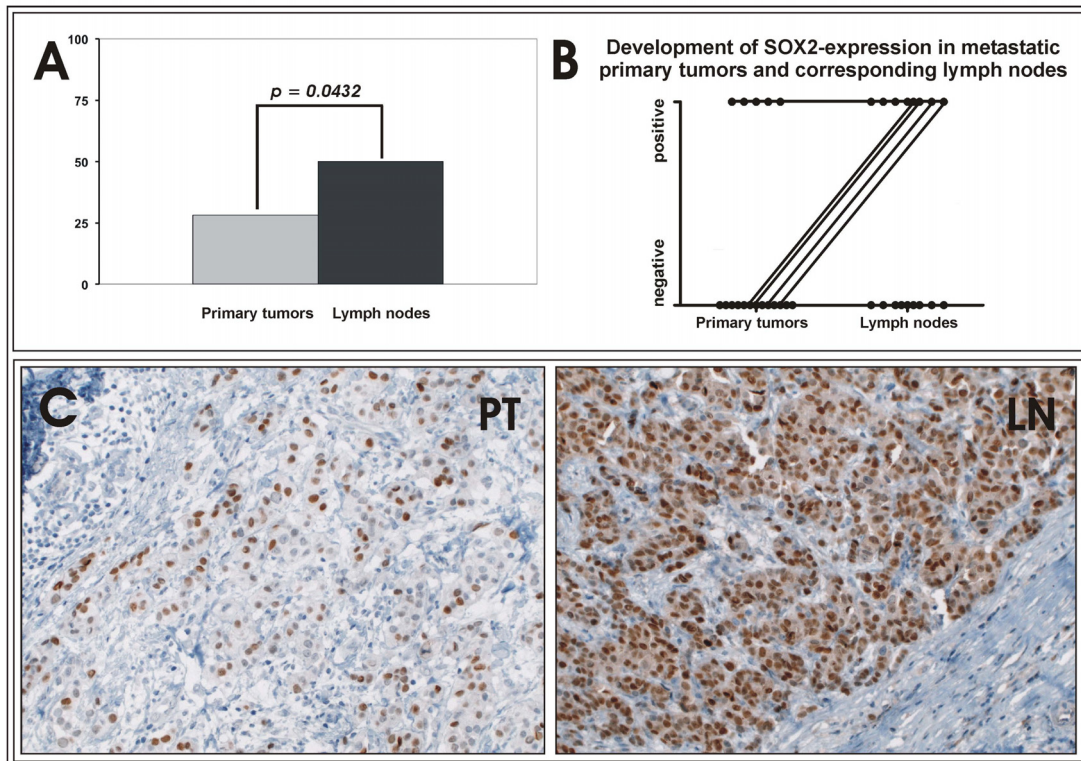 A
100
75
50
25
0
p = 0.0432
Primary tumors
Lymph nodes
B
Development of SOX2-expression in metastatic
primary tumors and corresponding lymph nodes
positive
negative
Primary tumors
Lymph nodes
C
PT
LN